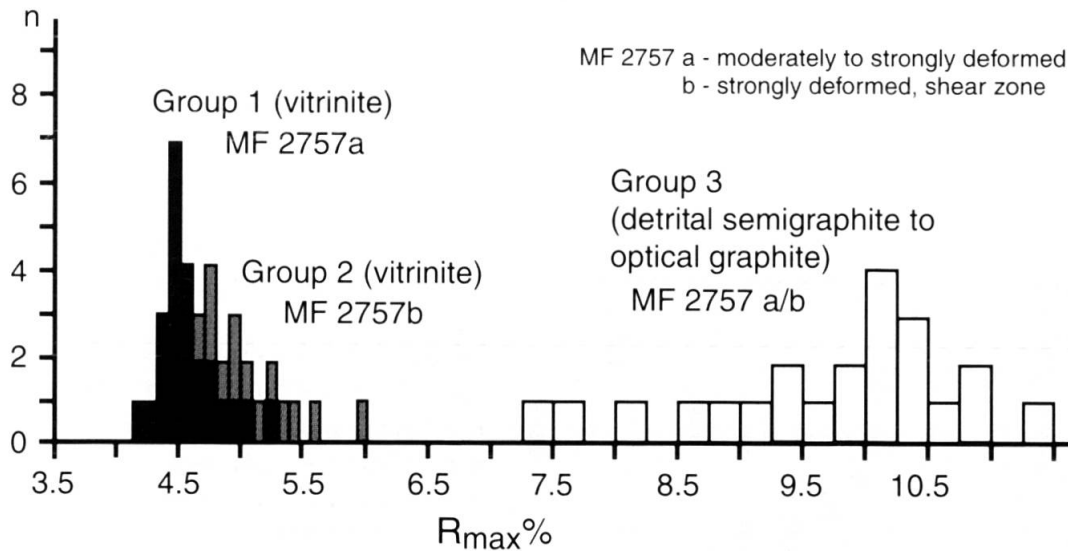 n
MF 2757 a - moderately to strongly deformed
b - strongly deformed, shear zone
8
Group 1 (vitrinite)
MF 2757a
6
Group 3
(detrital semigraphite to
optical graphite)
MF 2757 a/b
4
Group 2 (vitrinite)
MF 2757b
2
0
3.5 4.5 5.5 6.5 7.5 8.5 9.5 10.5
Rmax%